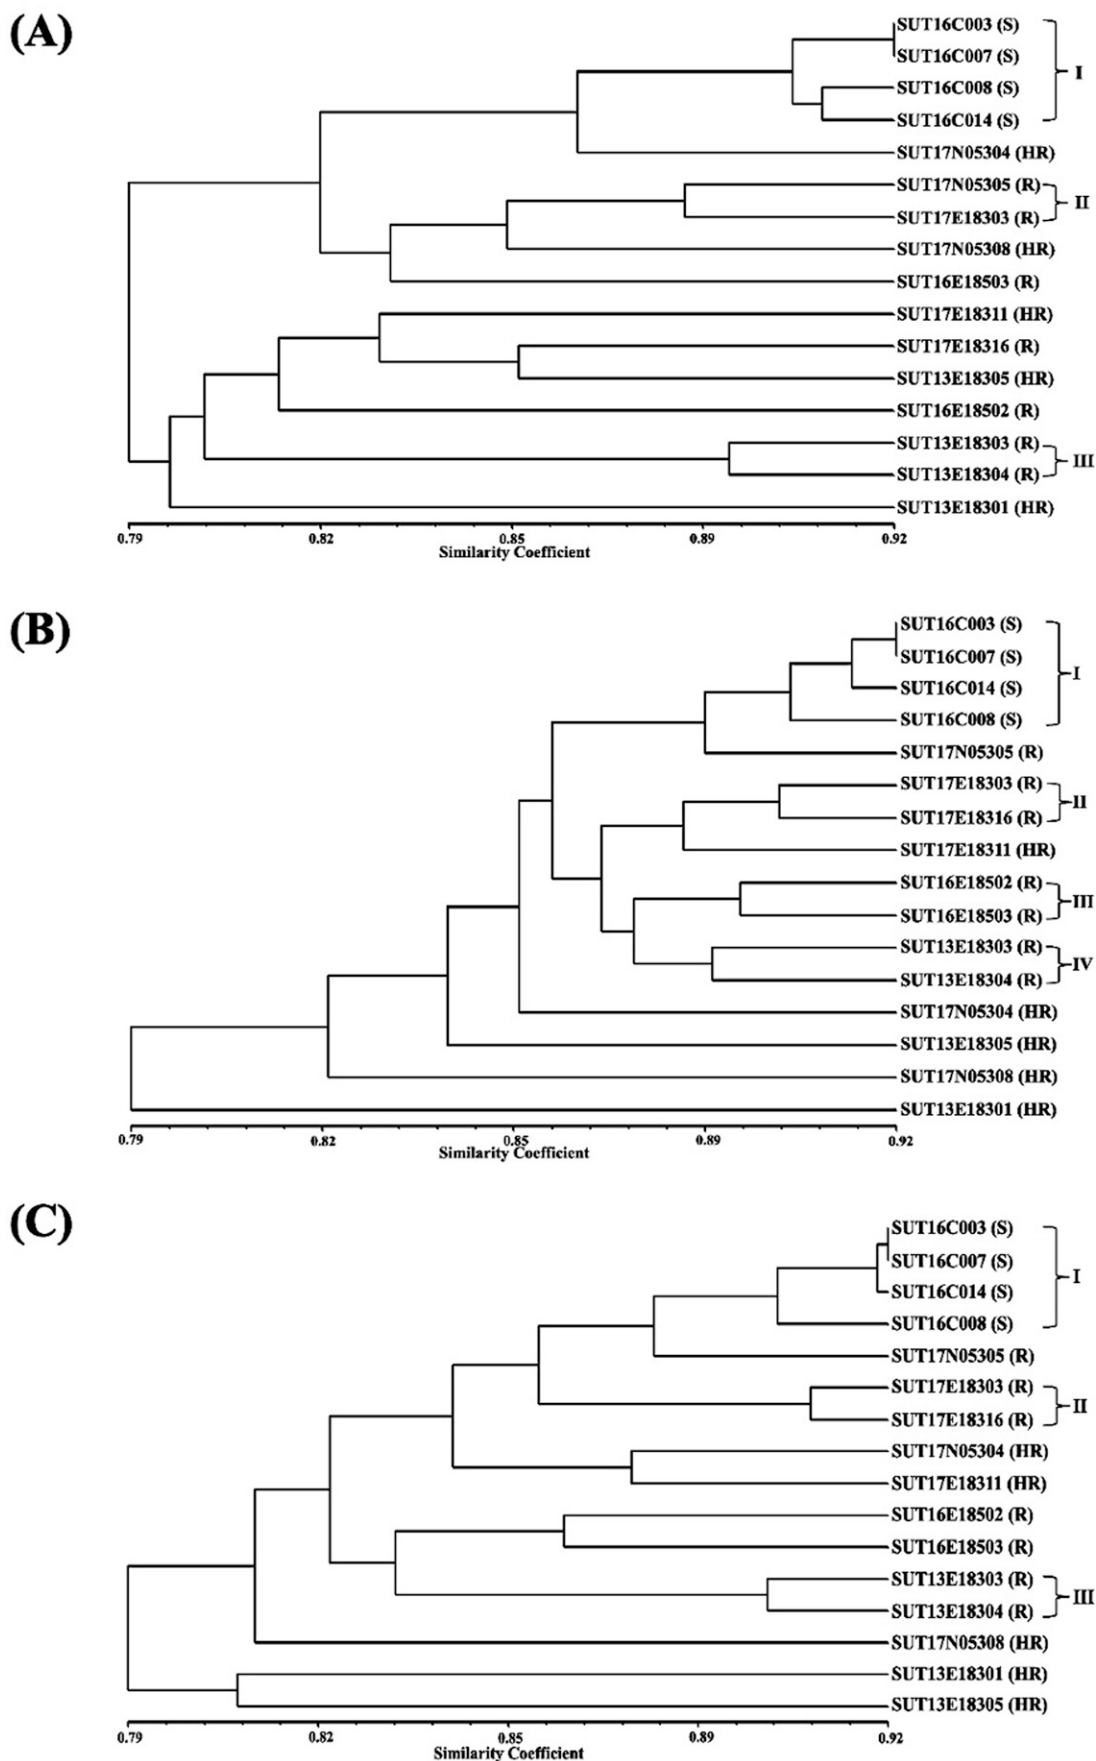 (A)
SUT16C003 (S)
SUT16C007 (S)
I
SUT16C008 (S)
SUT16C014 (S)
SUT17N05304 (HR)
SUT17N05305 (R)
II
SUT17E18303 (R)
SUT17N05308 (HR)
SUT16E18503 (R)
SUT17E18311 (HR)
SUT17E18316 (R)
SUT13E18305 (HR)
SUT16E18502 (R)
SUT13E18303 (R)
III
SUT13E18304 (R)
SUT13E18301 (HR)
0.79 0.82 0.85 0.89 0.92
Similarity Coefficient
(B)
SUT16C003 (S)
SUT16C007 (S)
I
SUT16C014 (S)
SUT16C008 (S)
SUT17N05305 (R)
SUT17E18303 (R)
II
SUT17E18316 (R)
SUT17E18311 (HR)
SUT16E18502 (R)
III
SUT16E18503 (R)
SUT13E18303 (R)
IV
SUT13E18304 (R)
SUT17N05304 (HR)
SUT13E18305 (HR)
SUT17N05308 (HR)
SUT13E18301 (HR)
0.79 0.82 0.85 0.89 0.92
Similarity Coefficient
(C)
SUT16C003 (S)
SUT16C007 (S)
I
SUT16C014 (S)
SUT16C008 (S)
SUT17N05305 (R)
SUT17E18303 (R)
II
SUT17E18316 (R)
SUT17N05304 (HR)
SUT17E18311 (HR)
SUT16E18502 (R)
SUT16E18503 (R)
SUT13E18303 (R)
III
SUT13E18304 (R)
SUT17N05308 (HR)
SUT13E18301 (HR)
SUT13E18305 (HR)
0.79 0.82 0.85 0.89 0.92
Similarity Coefficient